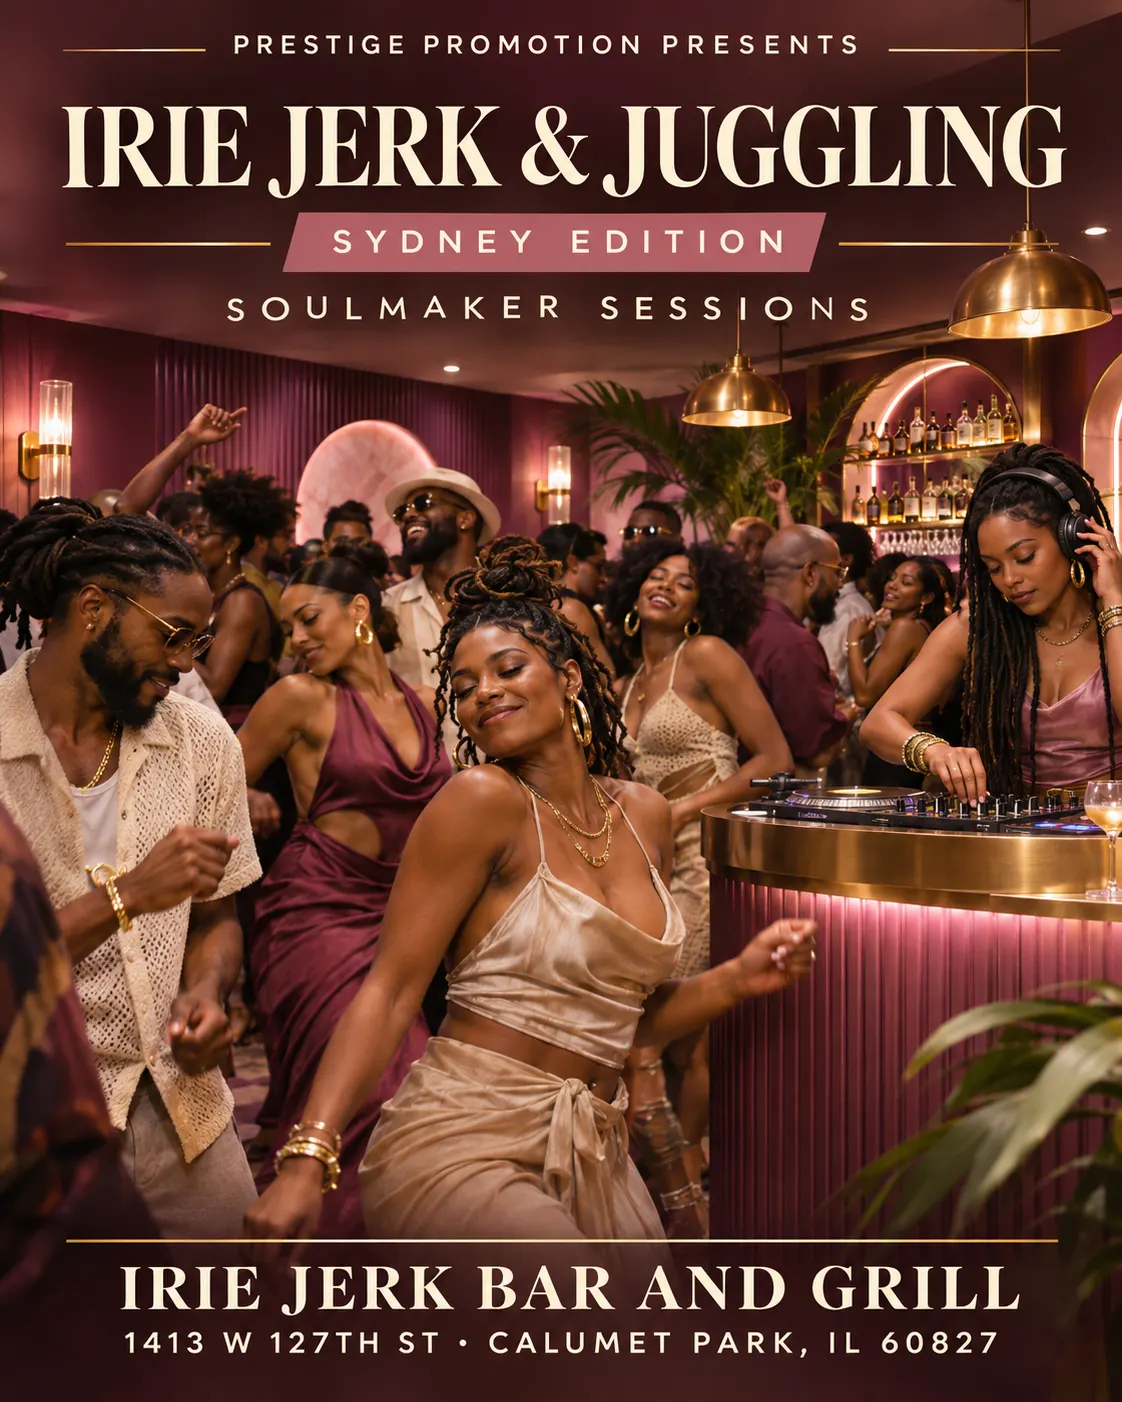 PRESTIGE PROMOTION PRESENTS
IRIE JERK & JUGGLING
SYDNEY EDITION
SOULMAKER SESSIONS
IRIE JERK BAR AND GRILL
1413 W 127TH ST • CALUMET PARK, IL 60827